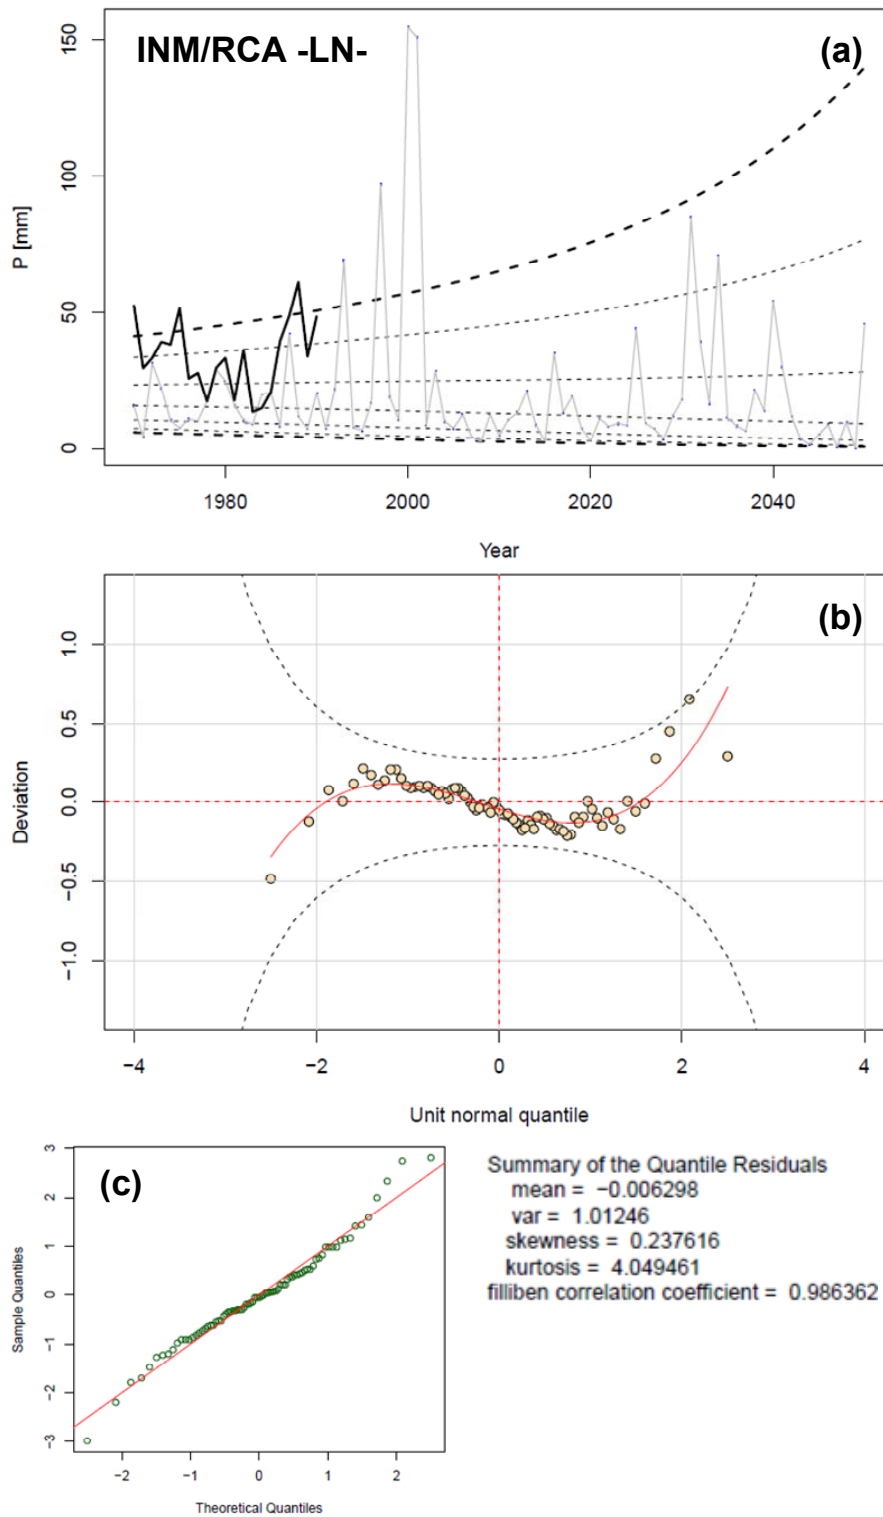 INM/RCA -LN-
(a)
150
100
50
0
P [mm]
1980
2000
2020
2040
Year
(b)
1.0
0.5
0.0
−0.5
−1.0
Deviation
−4
−2
0
2
4
Unit normal quantile
(c)
3
2
1
0
−1
−2
−3
Sample Quantiles
−2
−1
0
1
2
Theoretical Quantiles
Summary of the Quantile Residuals
mean = −0.006298
var = 1.01246
skewness = 0.237616
kurtosis = 4.049461
filliben correlation coefficient = 0.986362